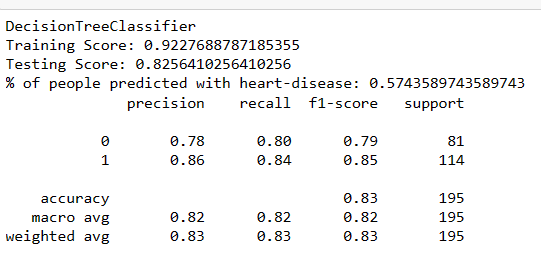 DecisionTreeClassifier
Training Score: 0.9227688787185355
Testing Score: 0.8256410256410256
% of people predicted with heart-disease: 0.5743589743589743
precision recall f1-score support
0 0.78 0.80 0.79 81
1 0.86 0.84 0.85 114
accuracy 0.83 195
macro avg 0.82 0.82 0.82 195
weighted avg 0.83 0.83 0.83 195